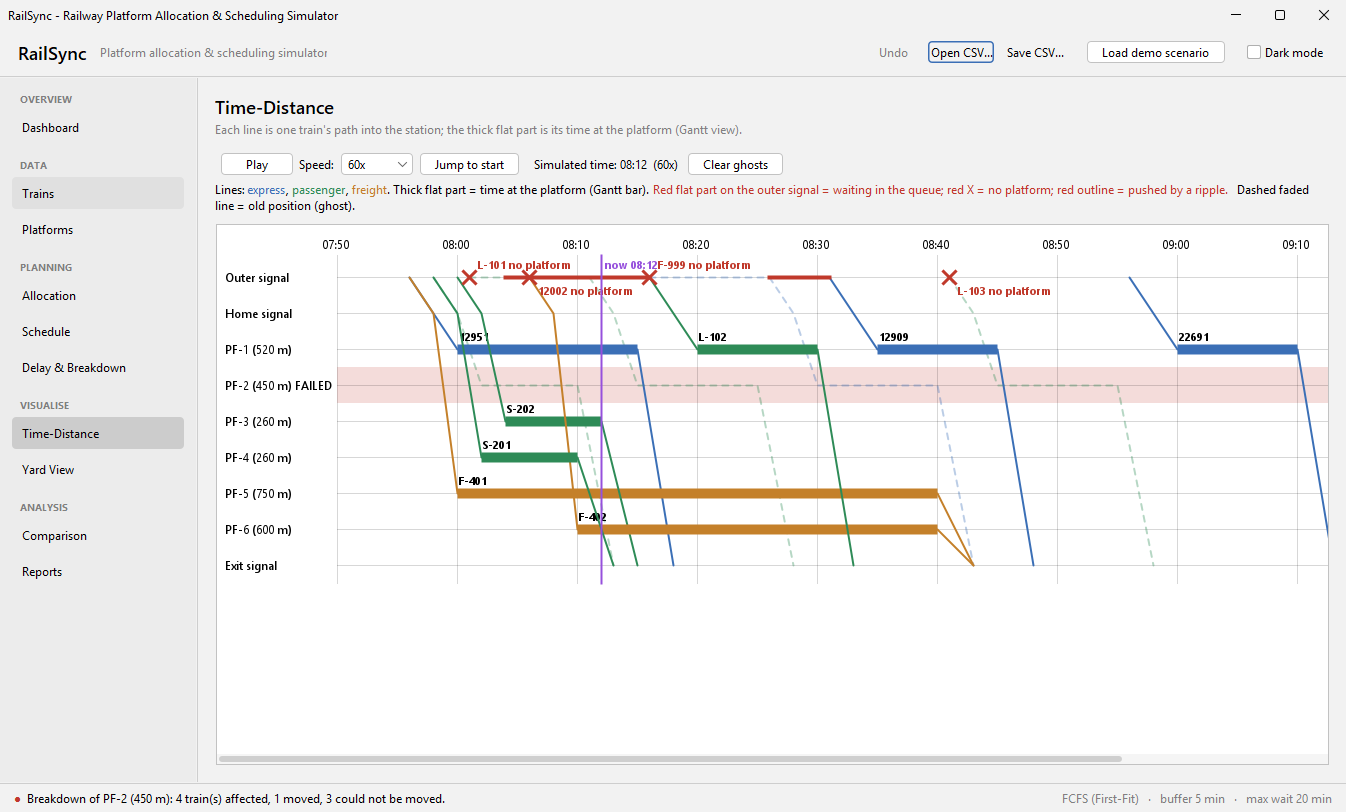 RailSync - Railway Platform Allocation & Scheduling Simulator
RailSync Platform allocation & scheduling simulator Undo Open CSV... Save CSV... Load demo scenario Dark mode
OVERVIEW
Dashboard
DATA
Trains
Platforms
PLANNING
Allocation
Schedule
Delay & Breakdown
VISUALISE
Time-Distance
Yard View
ANALYSIS
Comparison
Reports
Time-Distance
Each line is one train's path into the station; the thick flat part is its time at the platform (Gantt view).
Play Speed: 60x Jump to start Simulated time: 08:12 (60x) Clear ghosts
Lines: express, passenger, freight. Thick flat part = time at the platform (Gantt bar). Red flat part on the outer signal = waiting in the queue; red X = no platform; red outline = pushed by a ripple. Dashed faded
line = old position (ghost).
07:50 08:00 08:10 08:20 08:30 08:40 08:50 09:00 09:10
L-101 no platform now 08:12 F-999 no platform
Outer signal
12002 no platform L-103 no platform
Home signal
12951 L-102 12909 22691
PF-1 (520 m)
PF-2 (450 m) FAILED
S-202
PF-3 (260 m)
S-201
PF-4 (260 m)
F-401
PF-5 (750 m)
F-402
PF-6 (600 m)
Exit signal
Breakdown of PF-2 (450 m): 4 train(s) affected, 1 moved, 3 could not be moved. FCFS (First-Fit) · buffer 5 min · max wait 20 min